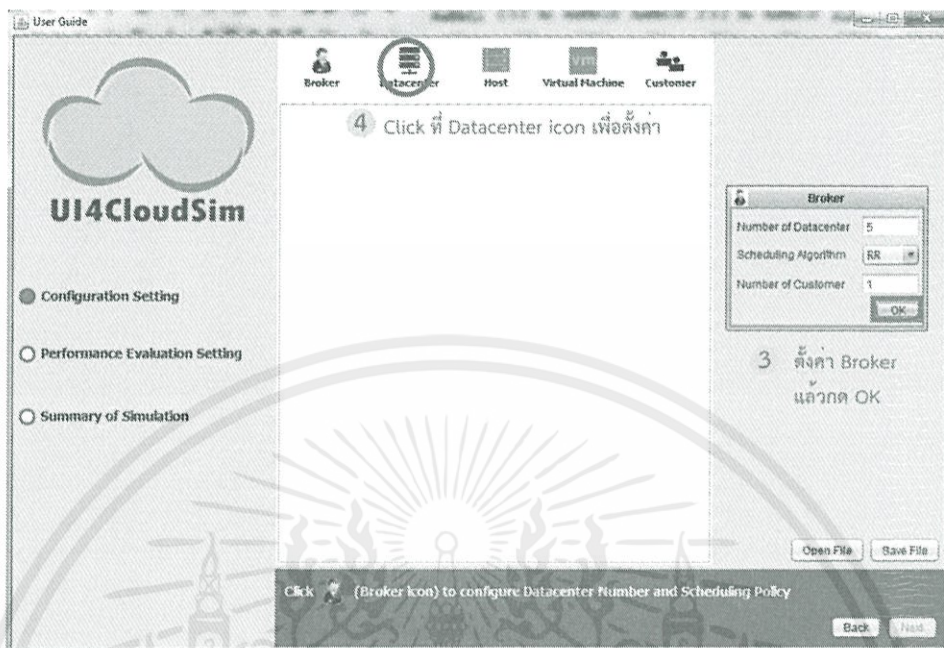 User Guide
Broker
Datacenter
Host
Virtual Machine
Customer
4 Click ที่ Datacenter icon เพื่อตั้งค่า
UI4CloudSim
Configuration Setting
Performance Evaluation Setting
Summary of Simulation
Broker
Number of Datacenter 5
Scheduling Algorithm RR
Number of Customer 1
OK
3 ตั้งค่า Broker
แล้วกด OK
Open File
Save File
Click (Broker icon) to configure Datacenter Number and Scheduling Policy
Back
Next